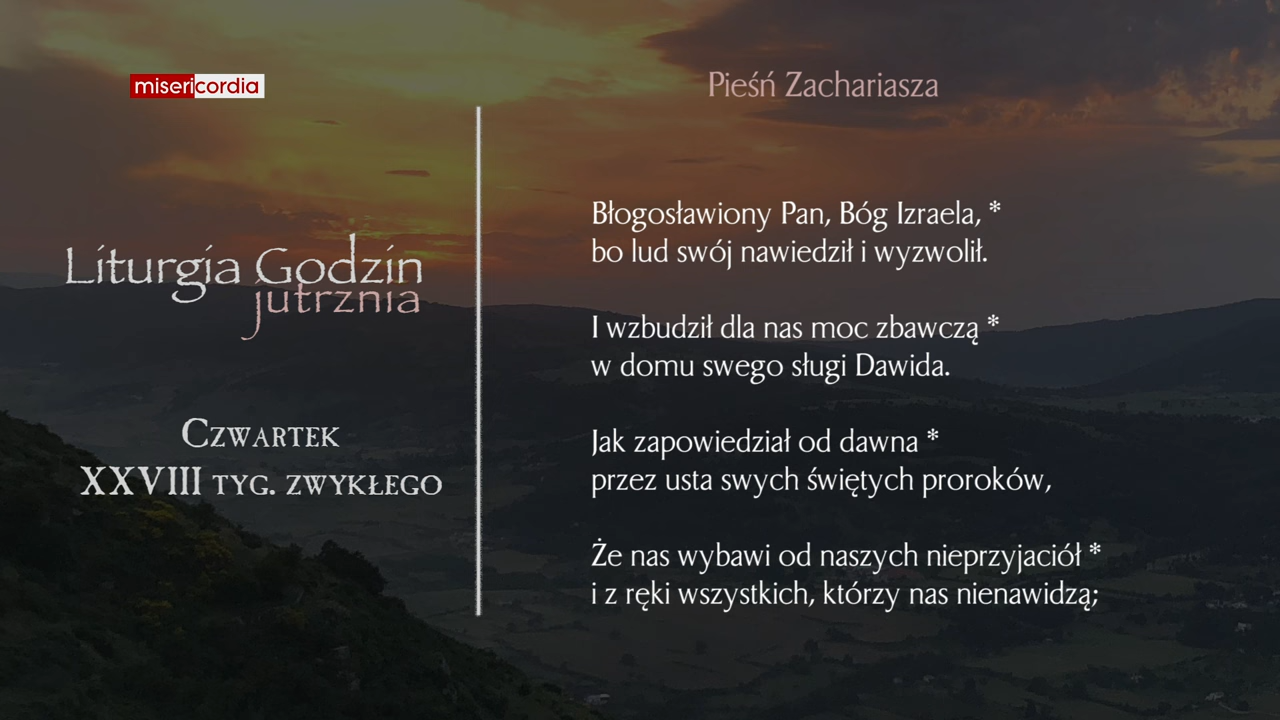 misericordia
Liturgia Godzin
jutrznia
Czwartek
XXVIII tyg. zwykłego
Pieśń Zachariasza
Błogosławiony Pan, Bóg Izraela, *
bo lud swój nawiedził i wyzwolił.
I wzbudził dla nas moc zbawczą *
w domu swego sługi Dawida.
Jak zapowiedział od dawna *
przez usta swych świętych proroków,
Że nas wybawi od naszych nieprzyjaciół *
i z ręki wszystkich, którzy nas nienawidzą;